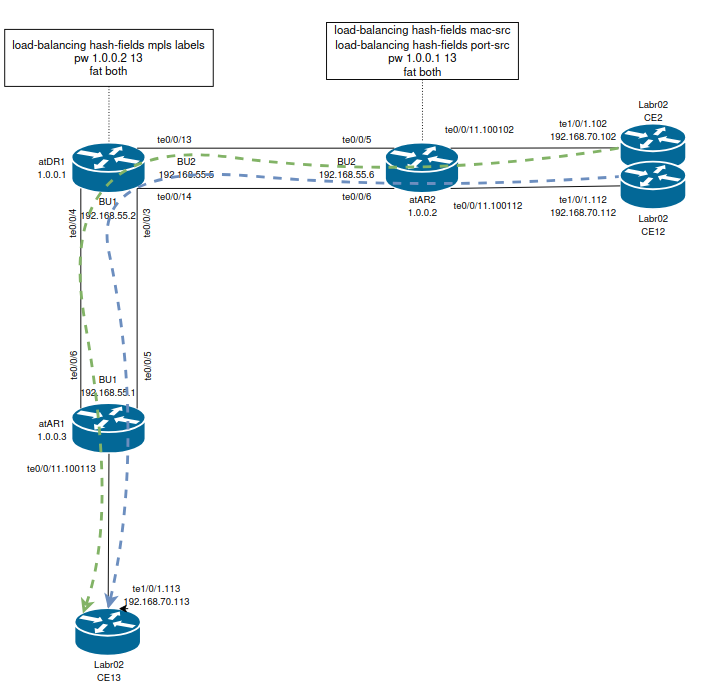 load-balancing hash-fields mpls labels
pw 1.0.0.2 13
fat both
load-balancing hash-fields mac-src
load-balancing hash-fields port-src
pw 1.0.0.1 13
fat both
Labr02
CE2
te1/0/1.102
192.168.70.102
te0/0/11.100102
te0/0/13
te0/0/5
atDR1
1.0.0.1
BU2
192.168.55.5
BU2
192.168.55.6
te0/0/14
te0/0/6
atAR2
1.0.0.2
te0/0/11.100112
te1/0/1.112
192.168.70.112
Labr02
CE12
BU1
192.168.55.2
te0/0/4
te0/0/3
te0/0/6
te0/0/5
BU1
192.168.55.1
atAR1
1.0.0.3
te0/0/11.100113
te1/0/1.113
192.168.70.113
Labr02
CE13